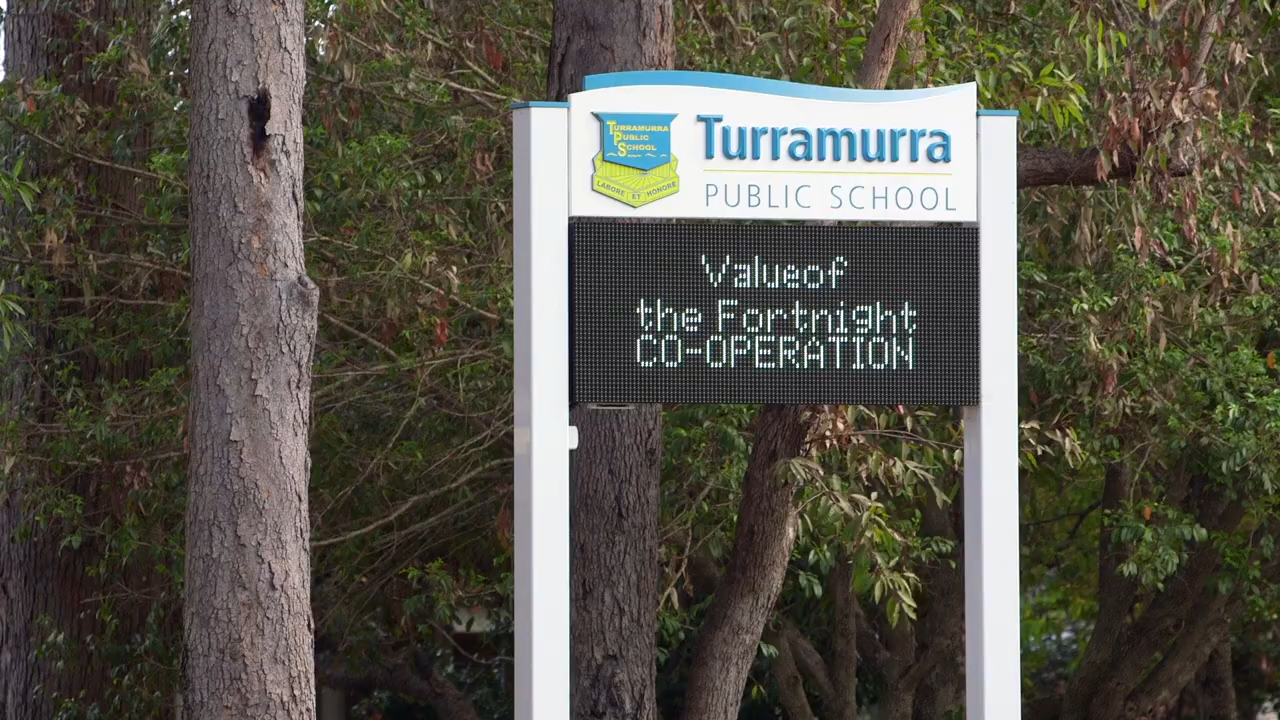 TURRAMURRA
PUBLIC
SCHOOL
LABORE ET HONORE
Turramurra
PUBLIC SCHOOL
Valueof
the Fortnight
CO-OPERATION